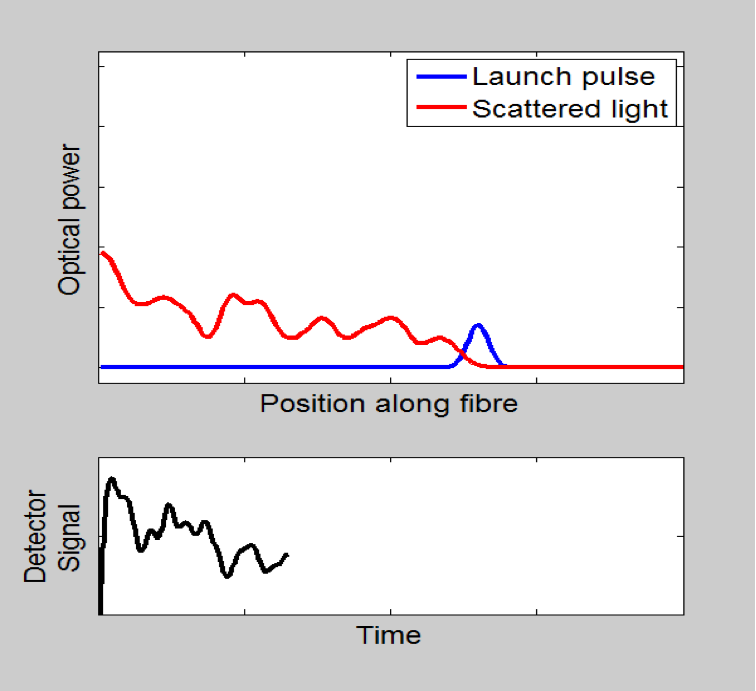 Launch pulse
Scattered light
Optical power
Position along fibre
Detector
Signal
Time